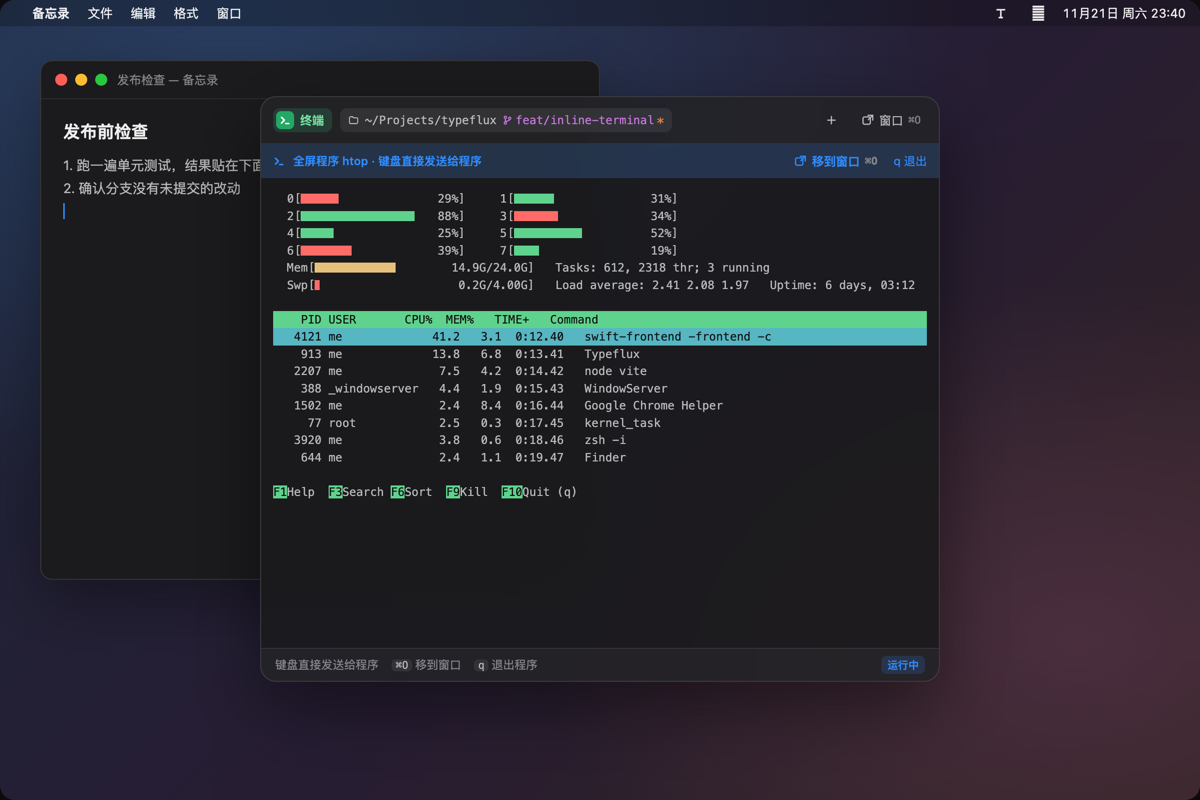 备忘录 文件 编辑 格式 窗口 T 11月21日 周六 23:40
发布检查 — 备忘录
发布前检查
1. 跑一遍单元测试，结果贴在下面
2. 确认分支没有未提交的改动
终端 ~/Projects/typeflux feat/inline-terminal* + 窗口 ⌘O
全屏程序 htop · 键盘直接发送给程序 移到窗口 ⌘O q 退出
0[ 29%] 1[ 31%]
2[ 88%] 3[ 34%]
4[ 25%] 5[ 52%]
6[ 39%] 7[ 19%]
Mem[ 14.9G/24.0G] Tasks: 612, 2318 thr; 3 running
Swp[ 0.2G/4.00G] Load average: 2.41 2.08 1.97 Uptime: 6 days, 03:12
PID USER CPU% MEM% TIME+ Command
4121 me 41.2 3.1 0:12.40 swift-frontend -frontend -c
913 me 13.8 6.8 0:13.41 Typeflux
2207 me 7.5 4.2 0:14.42 node vite
388 _windowserver 4.4 1.9 0:15.43 WindowServer
1502 me 2.4 8.4 0:16.44 Google Chrome Helper
77 root 2.5 0.3 0:17.45 kernel_task
3920 me 3.8 0.6 0:18.46 zsh -i
644 me 2.4 1.1 0:19.47 Finder
F1Help F3Search F6Sort F9Kill F10Quit (q)
键盘直接发送给程序 ⌘O 移到窗口 q 退出程序 运行中